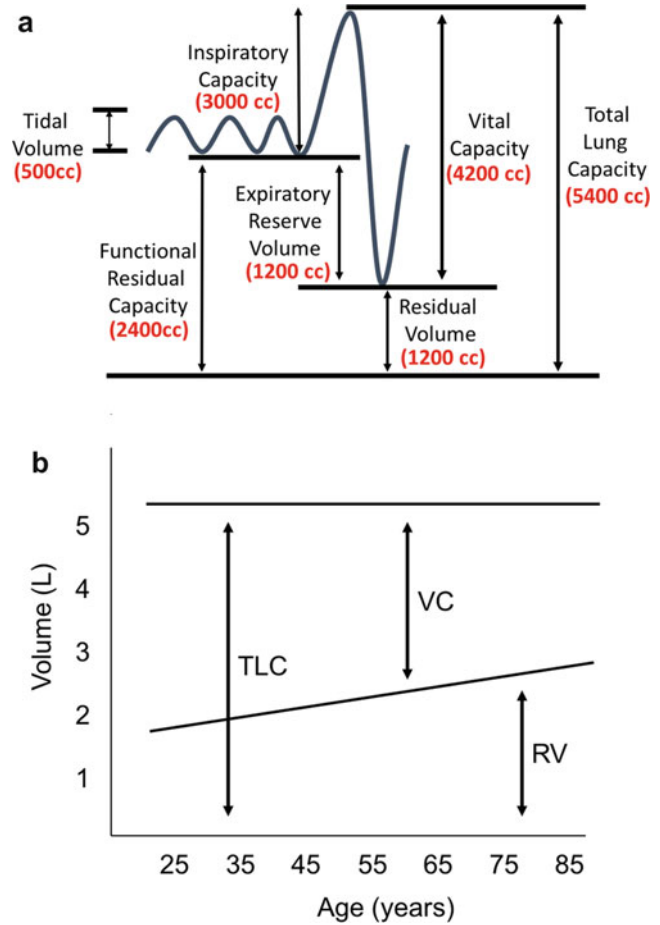 a
Inspiratory
Capacity
(3000 cc)
Tidal
Volume
(500cc)
Vital
Capacity
(4200 cc)
Total
Lung
Capacity
(5400 cc)
Expiratory
Reserve
Volume
(1200 cc)
Functional
Residual
Capacity
(2400cc)
Residual
Volume
(1200 cc)
b
Volume (L)
5
4
3
2
1
TLC
VC
RV
25 35 45 55 65 75 85
Age (years)